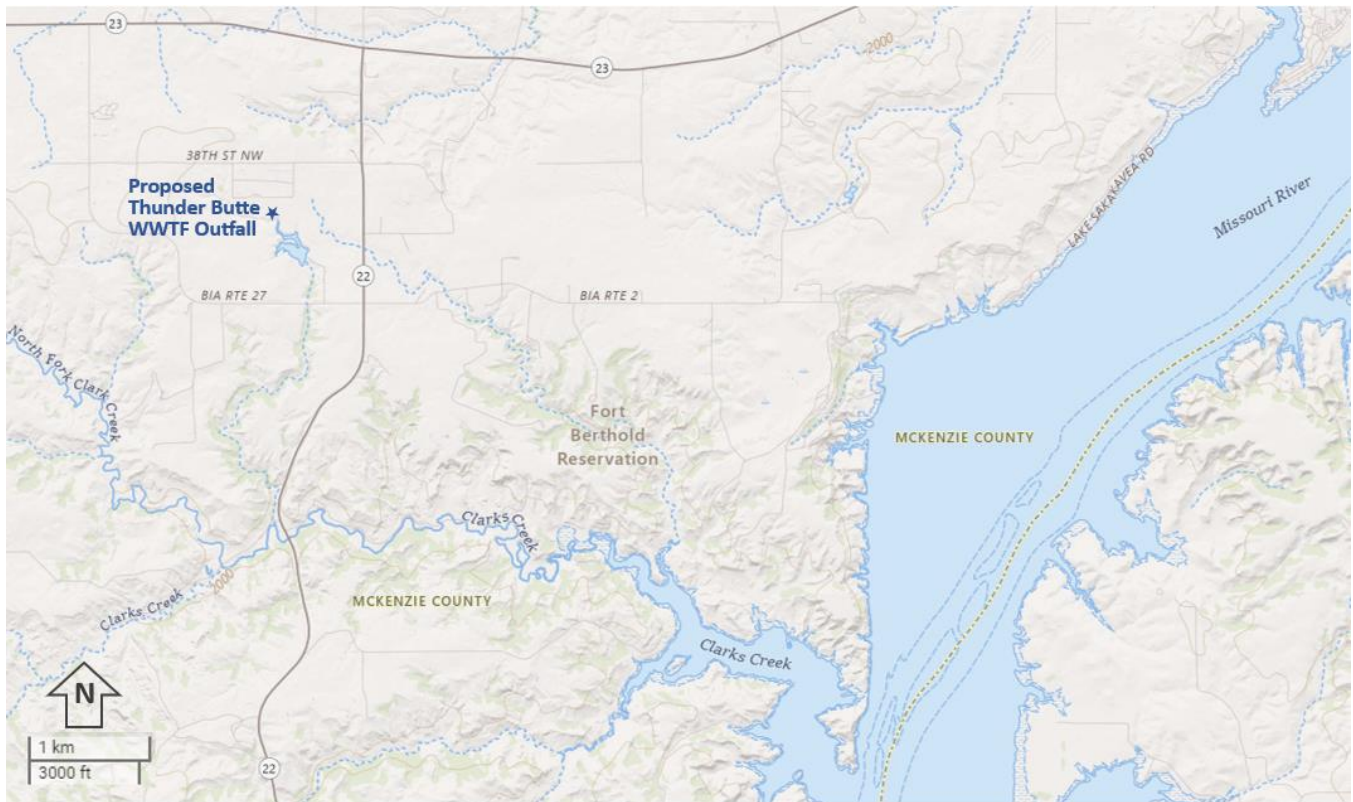 23
2000
23
38TH ST NW
Proposed
Thunder Butte
WWTF Outfall
LAKE SAKAKAVEA RD
Missouri River
22
BIA RTE 27
BIA RTE 2
North Fork Clark Creek
Fort
Berthold
Reservation
MCKENZIE COUNTY
Clarks Creek
2000
Clarks Creek
MCKENZIE COUNTY
Clarks Creek
N
1 km
3000 ft
22